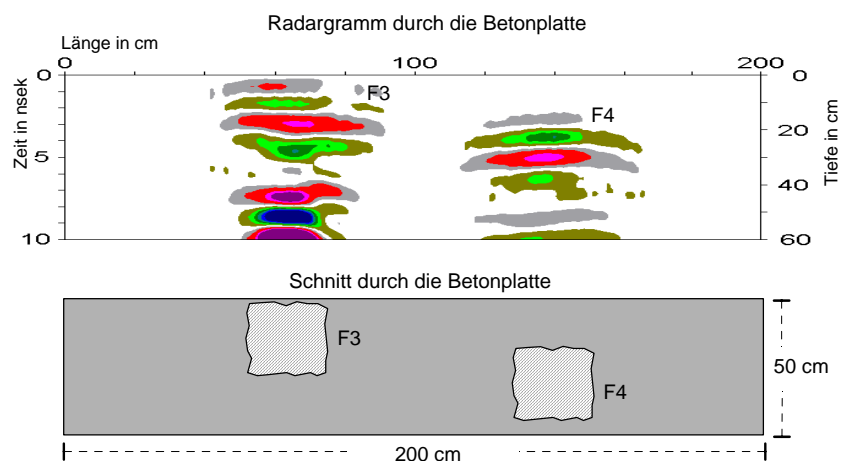 Radargramm durch die Betonplatte
Länge in cm
0 100 200
Zeit in nsek
0
5
10
F3
F4
0
20
40
60
Tiefe in cm
Schnitt durch die Betonplatte
F3
F4
50 cm
200 cm